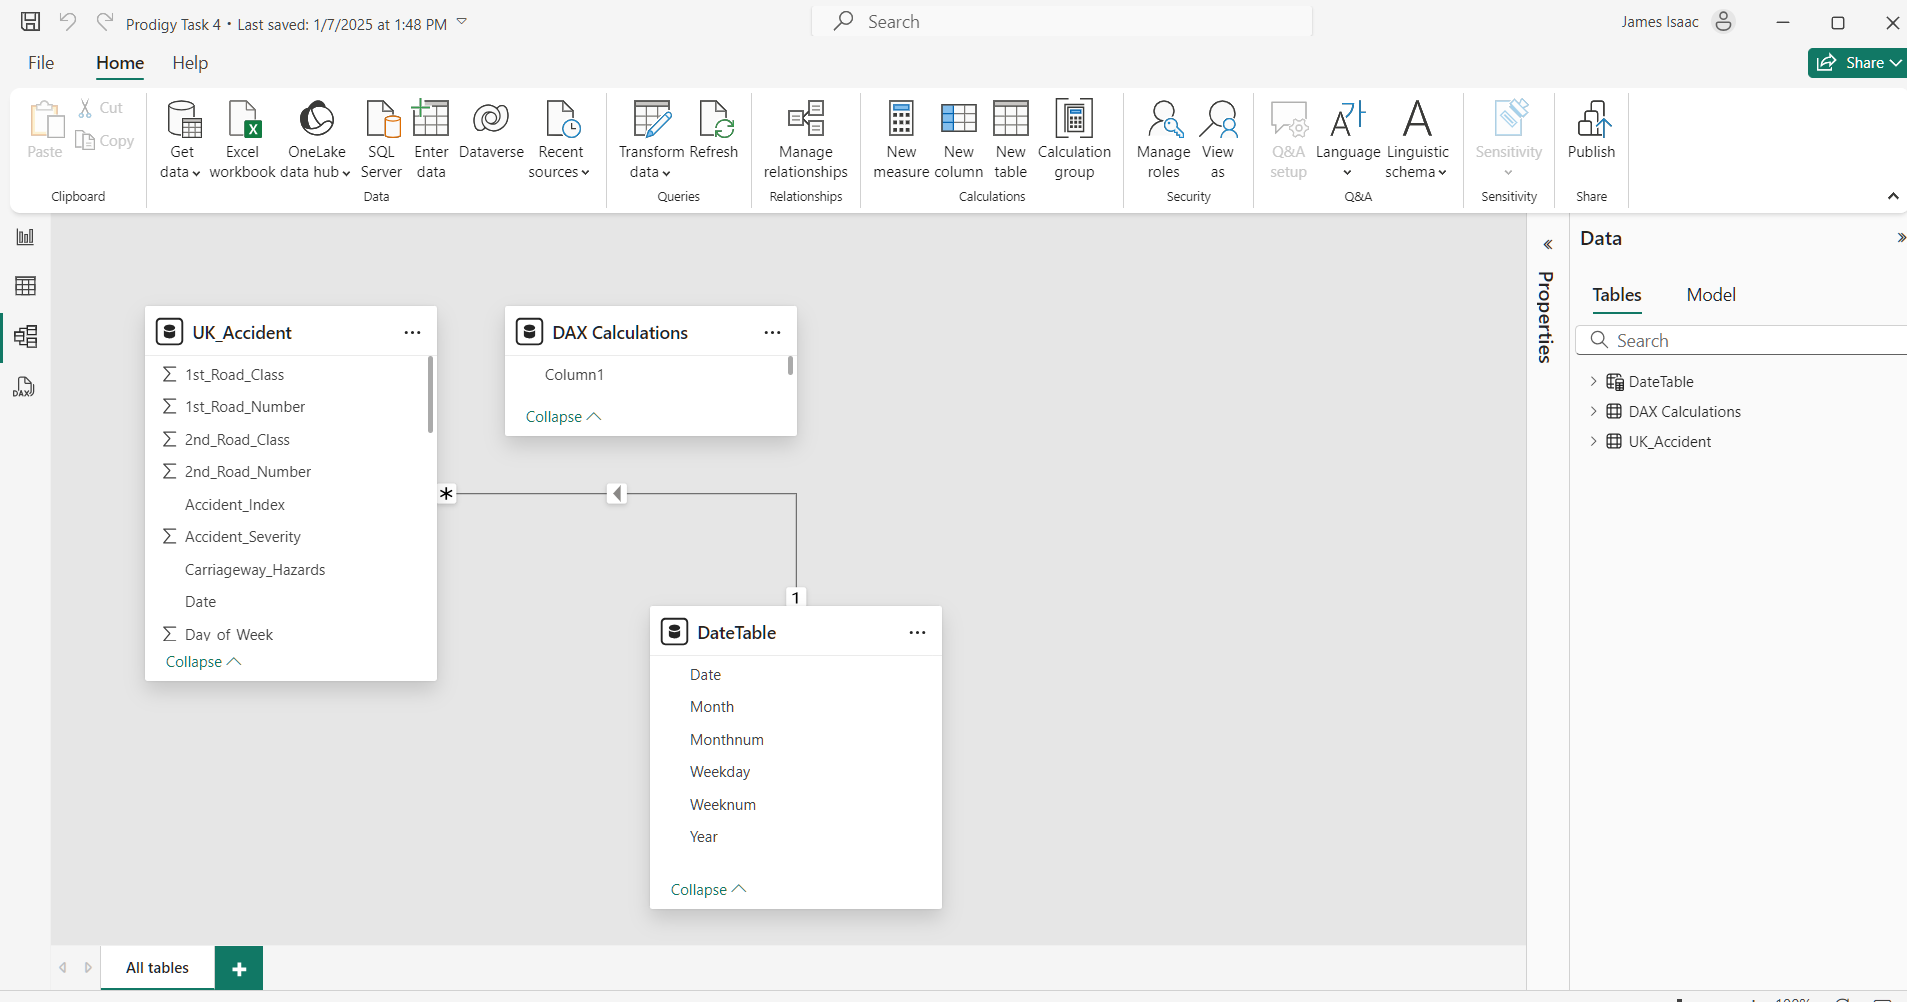 Prodigy Task 4 • Last saved: 1/7/2025 at 1:48 PM
Search
James Isaac
File Home Help
Share
Paste
Cut
Copy
Clipboard
Get data
Excel workbook
OneLake data hub
SQL Server
Enter data
Dataverse
Recent sources
Data
Transform data
Refresh
Queries
Manage relationships
Relationships
New measure
New column
New table
Calculation group
Calculations
Manage roles
View as
Security
Q&A setup
Language
Linguistic schema
Q&A
Sensitivity
Sensitivity
Publish
Share
DAX
UK_Accident
1st_Road_Class
1st_Road_Number
2nd_Road_Class
2nd_Road_Number
Accident_Index
Accident_Severity
Carriageway_Hazards
Date
Day_of_Week
Collapse
DAX Calculations
Column1
Collapse
*
1
DateTable
Date
Month
Monthnum
Weekday
Weeknum
Year
Collapse
Properties
Data
Tables Model
Search
DateTable
DAX Calculations
UK_Accident
All tables
+